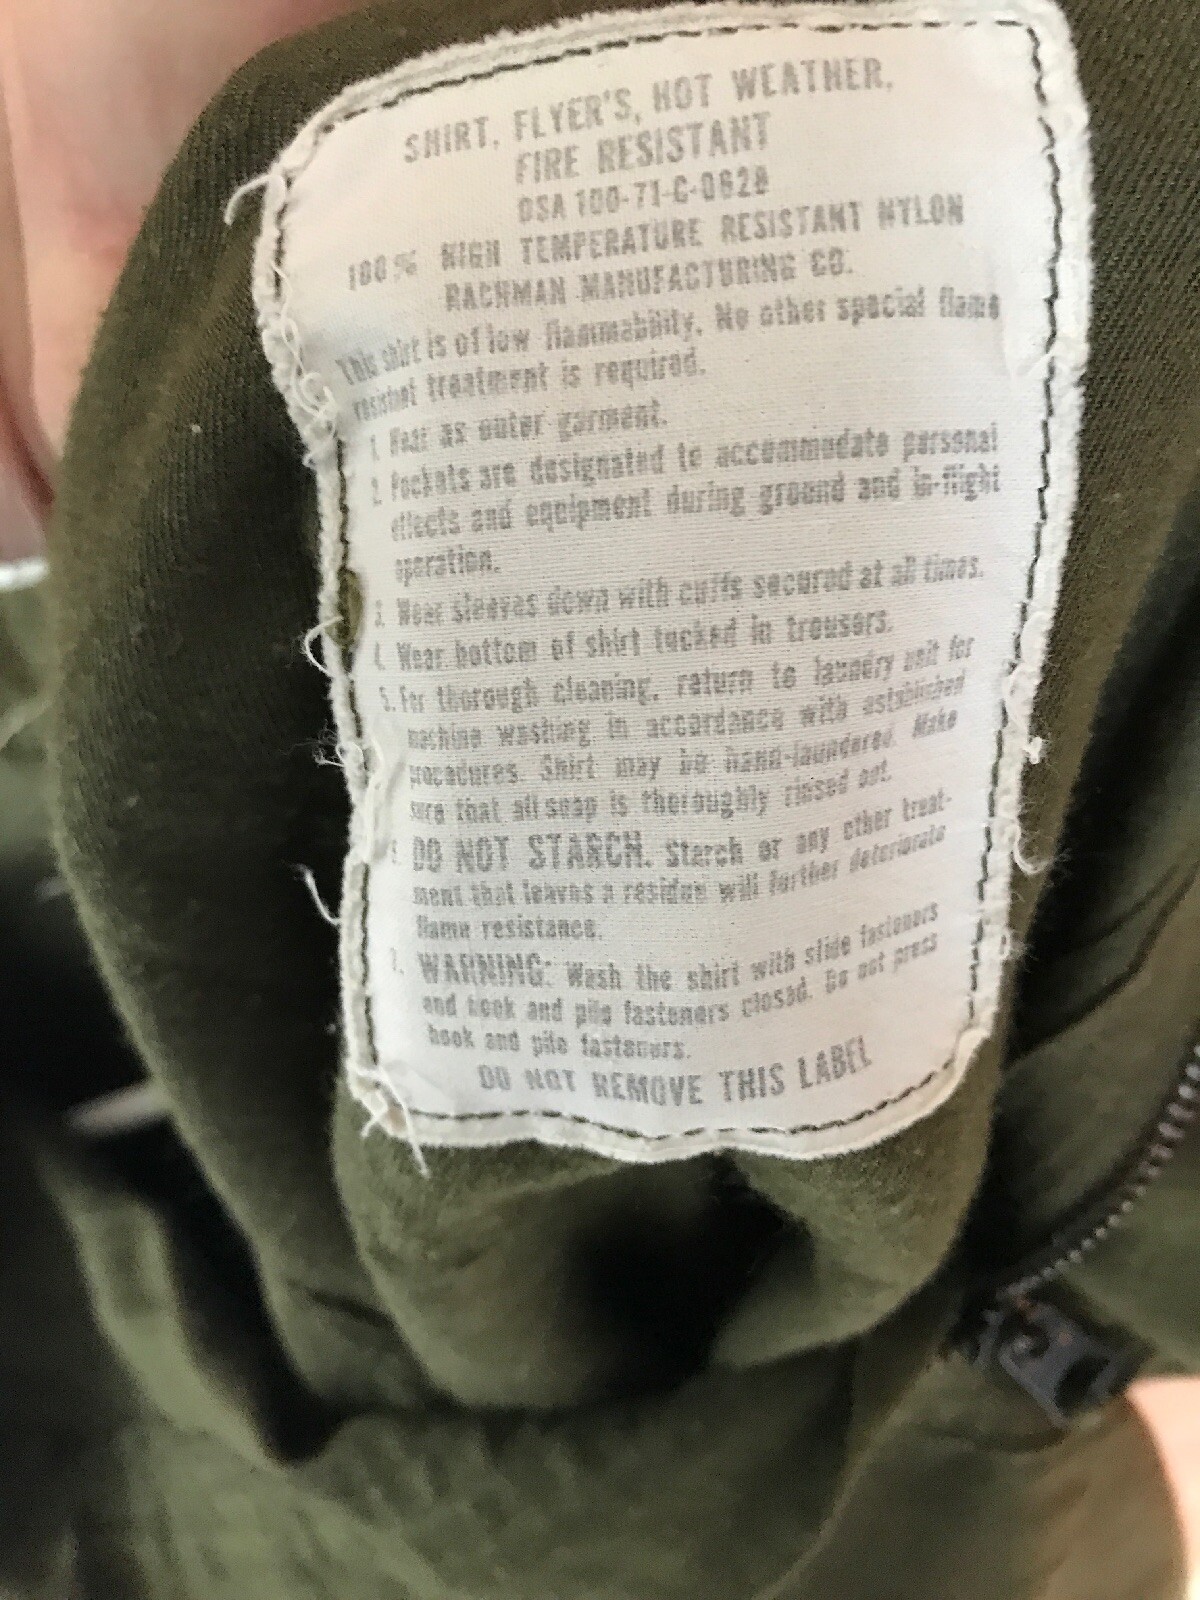 SHIRT, FLYER'S, HOT WEATHER,
FIRE RESISTANT
DSA 100-71-C-0628
100% HIGH TEMPERATURE RESISTANT NYLON
RACHMAN MANUFACTURING CO.
This shirt is of low flammability. No other special flame
resistant treatment is required.
1. Wear as outer garment.
2. Pockets are designated to accommodate personal
effects and equipment during ground and in-flight
operation.
3. Wear sleeves down with cuffs secured at all times.
4. Wear bottom of shirt tucked in trousers.
5. For thorough cleaning, return to laundry unit for
machine washing in accordance with established
procedures. Shirt may be hand-laundered. Make
sure that all soap is thoroughly rinsed out.
DO NOT STARCH. Starch or any other treat-
ment that leaves a residue will further deteriorate
flame resistance.
WARNING: Wash the shirt with slide fasteners
and hook and pile fasteners closed. Do not press
hook and pile fasteners.
DO NOT REMOVE THIS LABEL